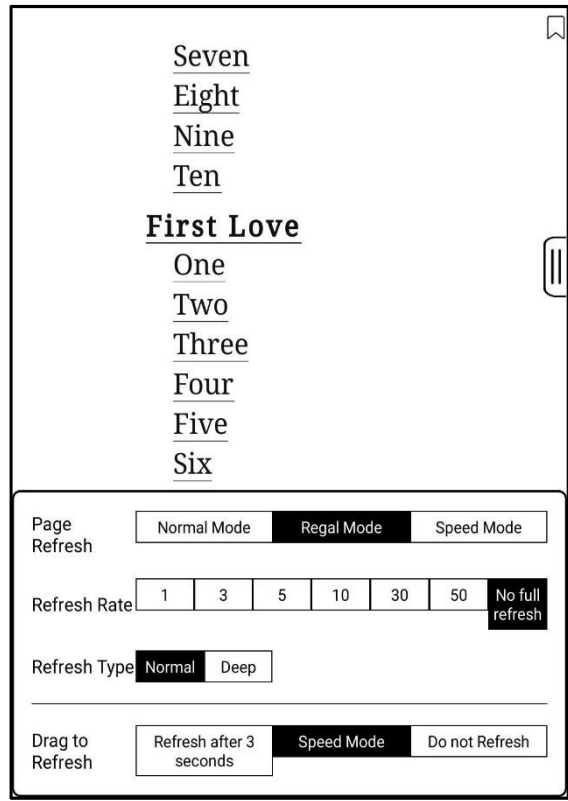 Seven
Eight
Nine
Ten
First Love
One
Two
Three
Four
Five
Six
Page
Refresh
Normal Mode Regal Mode Speed Mode
Refresh Rate 1 3 5 10 30 50 No full
refresh
Refresh Type Normal Deep
Drag to
Refresh
Refresh after 3
seconds
Speed Mode Do not Refresh